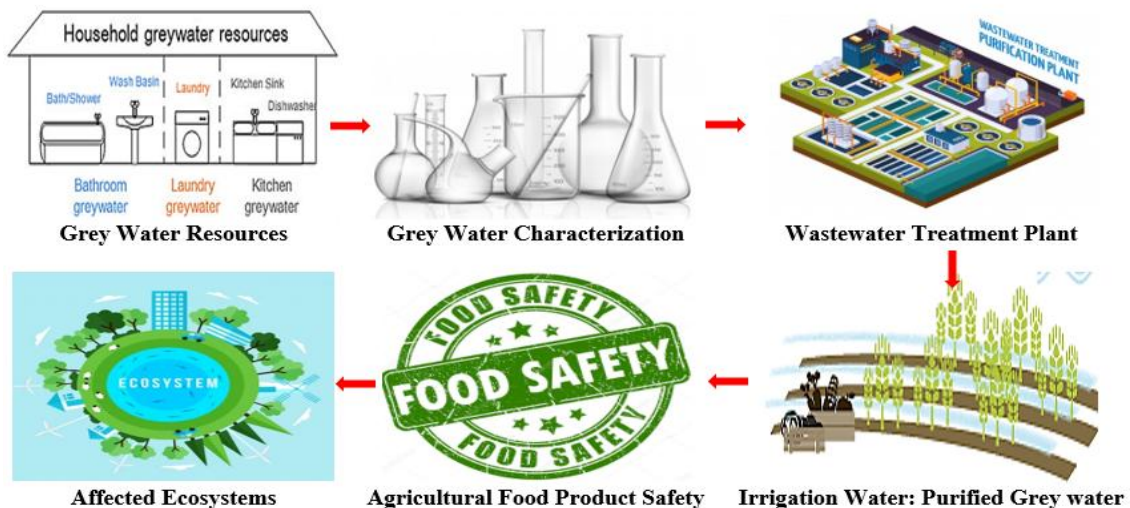 Household greywater resources
Bath/Shower
Wash Basin
Laundry
Kitchen Sink
Dishwasher
Bathroom
greywater
Laundry
greywater
Kitchen
greywater
Grey Water Resources
Grey Water Characterization
WASTEWATER TREATMENT
PURIFICATION PLANT
Wastewater Treatment Plant
ECOSYSTEM
Affected Ecosystems
FOOD SAFETY
FOOD SAFETY
FOOD SAFETY
Agricultural Food Product Safety
Irrigation Water: Purified Grey water